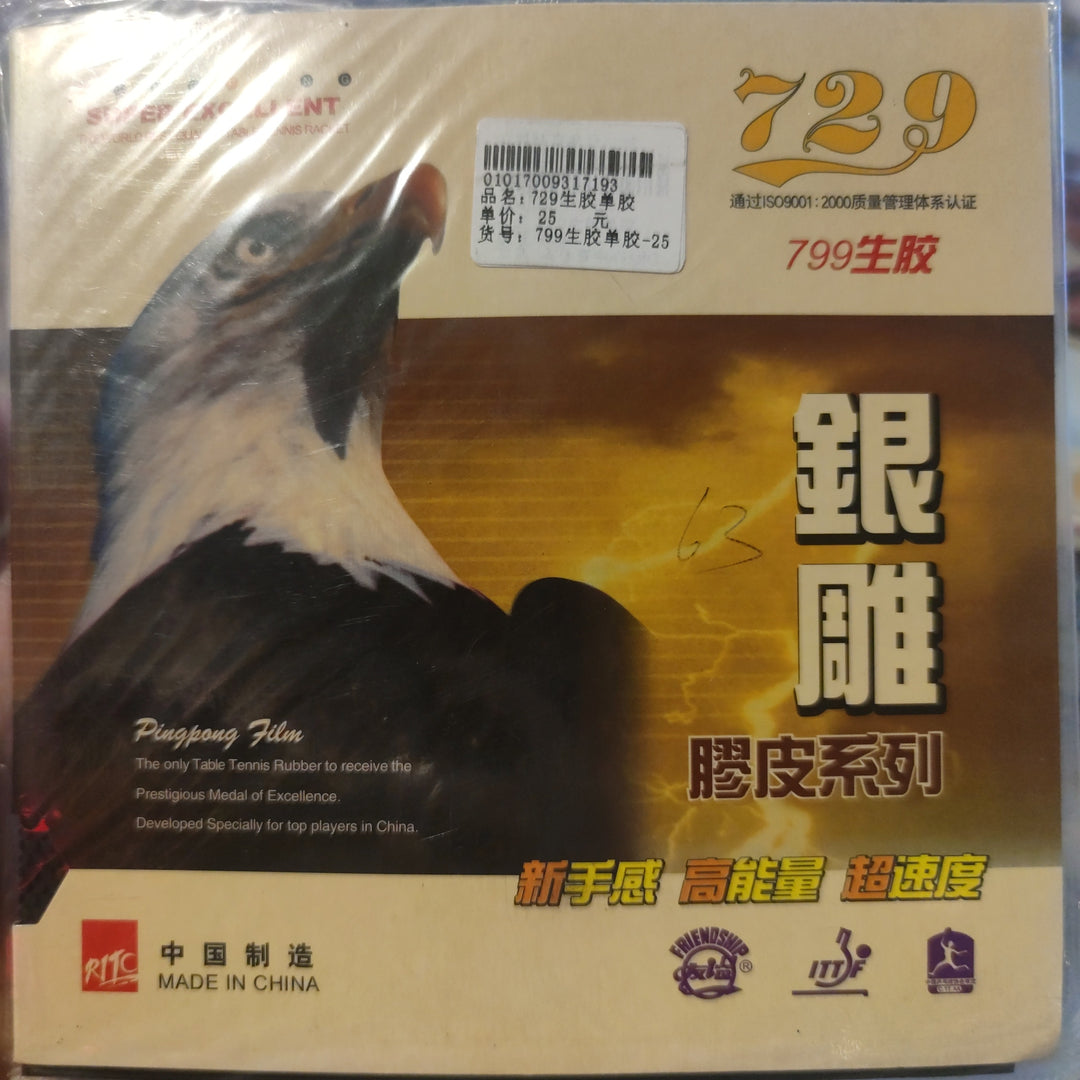 N G
SUPER EXCELLENT
729
通过ISO9001:2000质量管理体系认证
799生胶
01017009317193
品名:729生胶单胶
单价: 25 元
货号: 799生胶单胶-25
銀
雕
63
膠皮系列
Pingpong Film
The only Table Tennis Rubber to receive the
Prestigious Medal of Excellence.
Developed Specially for top players in China.
新手感 高能量 超速度
RITC
中国制造
MADE IN CHINA
FRIENDSHIP
友谊
®
ITTF